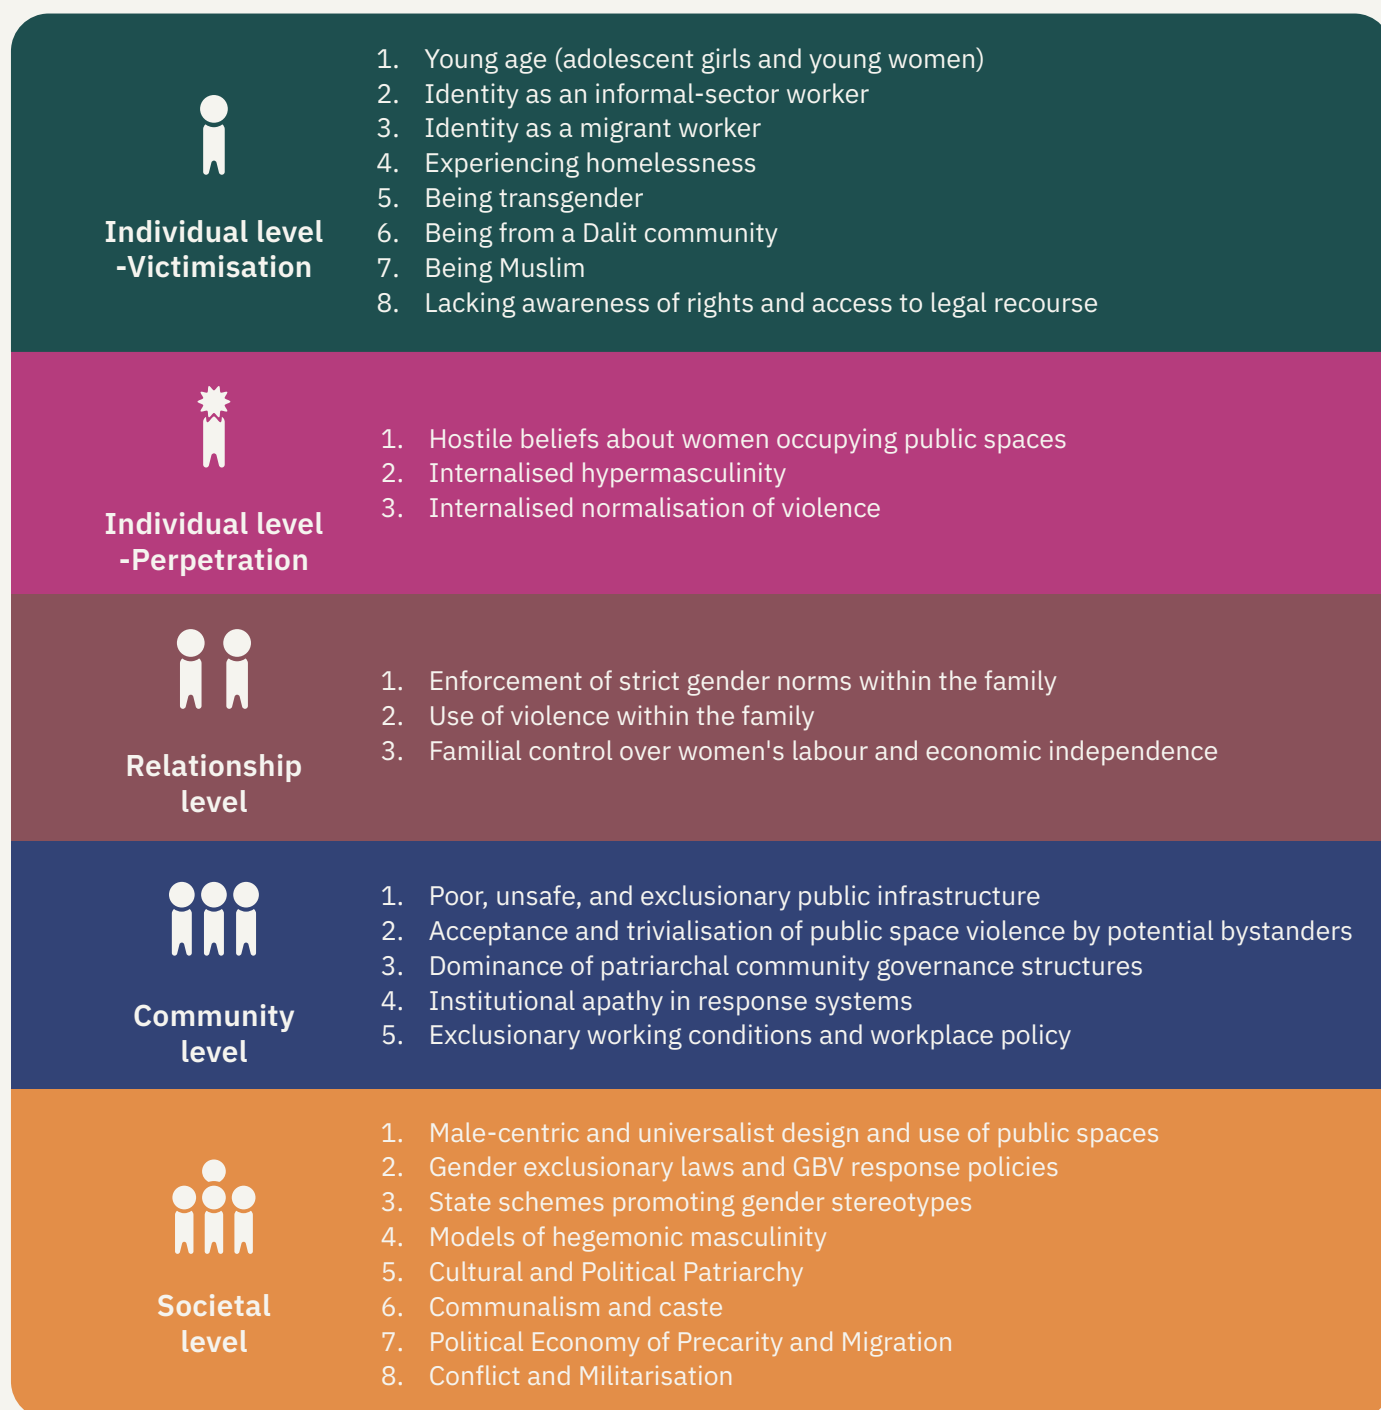 Individual level
-Victimisation
1. Young age (adolescent girls and young women)
2. Identity as an informal-sector worker
3. Identity as a migrant worker
4. Experiencing homelessness
5. Being transgender
6. Being from a Dalit community
7. Being Muslim
8. Lacking awareness of rights and access to legal recourse
Individual level
-Perpetration
1. Hostile beliefs about women occupying public spaces
2. Internalised hypermasculinity
3. Internalised normalisation of violence
Relationship
level
1. Enforcement of strict gender norms within the family
2. Use of violence within the family
3. Familial control over women's labour and economic independence
Community
level
1. Poor, unsafe, and exclusionary public infrastructure
2. Acceptance and trivialisation of public space violence by potential bystanders
3. Dominance of patriarchal community governance structures
4. Institutional apathy in response systems
5. Exclusionary working conditions and workplace policy
Societal
level
1. Male-centric and universalist design and use of public spaces
2. Gender exclusionary laws and GBV response policies
3. State schemes promoting gender stereotypes
4. Models of hegemonic masculinity
5. Cultural and Political Patriarchy
6. Communalism and caste
7. Political Economy of Precarity and Migration
8. Conflict and Militarisation